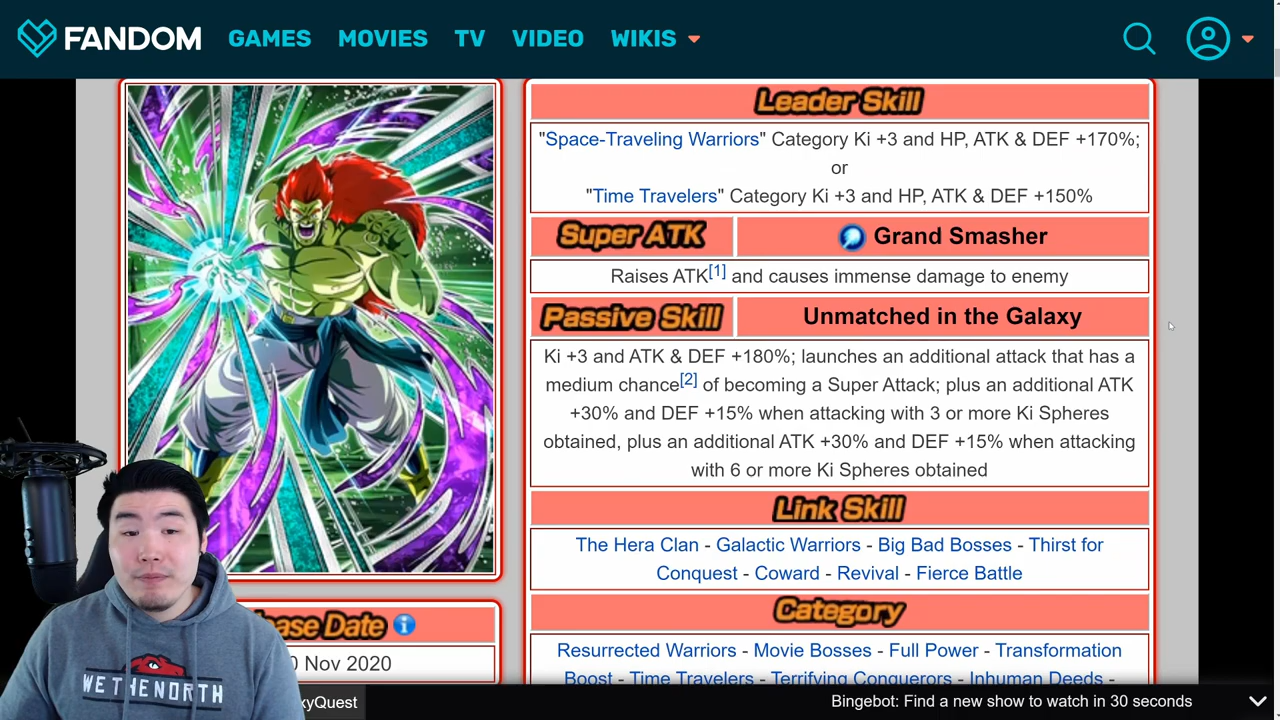 FANDOM GAMES MOVIES TV VIDEO WIKIS
Leader Skill
"Space-Traveling Warriors" Category Ki +3 and HP, ATK & DEF +170%;
or
"Time Travelers" Category Ki +3 and HP, ATK & DEF +150%
Super ATK Grand Smasher
Raises ATK[1] and causes immense damage to enemy
Passive Skill Unmatched in the Galaxy
Ki +3 and ATK & DEF +180%; launches an additional attack that has a
medium chance[2] of becoming a Super Attack; plus an additional ATK
+30% and DEF +15% when attacking with 3 or more Ki Spheres
obtained, plus an additional ATK +30% and DEF +15% when attacking
with 6 or more Ki Spheres obtained
Link Skill
The Hera Clan - Galactic Warriors - Big Bad Bosses - Thirst for
Conquest - Coward - Revival - Fierce Battle
Category
Resurrected Warriors - Movie Bosses - Full Power - Transformation
Boost - Time Travelers - Terrifying Conquerors - Inhuman Deeds -
ease Date
0 Nov 2020
WE THE NORTH
xyQuest
Bingebot: Find a new show to watch in 30 seconds